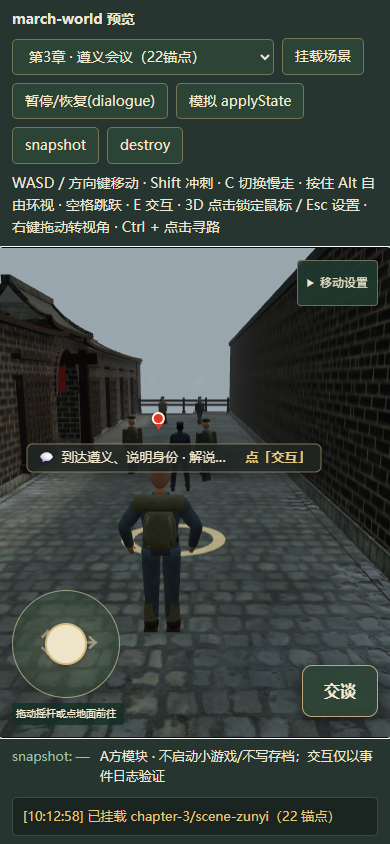 march-world 预览
第3章 · 遵义会议（22锚点）
挂载场景
暂停/恢复(dialogue)
模拟 applyState
snapshot
destroy
WASD / 方向键移动 · Shift 冲刺 · C 切换慢走 · 按住 Alt 自
由环视 · 空格跳跃 · E 交互 · 3D 点击锁定鼠标 / Esc 设置 ·
右键拖动转视角 · Ctrl + 点击寻路
▶ 移动设置
到达遵义、说明身份 · 解说... 点「交互」
拖动摇杆或点地面前往
交谈
snapshot: — A方模块 · 不启动小游戏/不写存档；交互仅以事
件日志验证
[10:12:58] 已挂载 chapter-3/scene-zunyi（22 锚点）